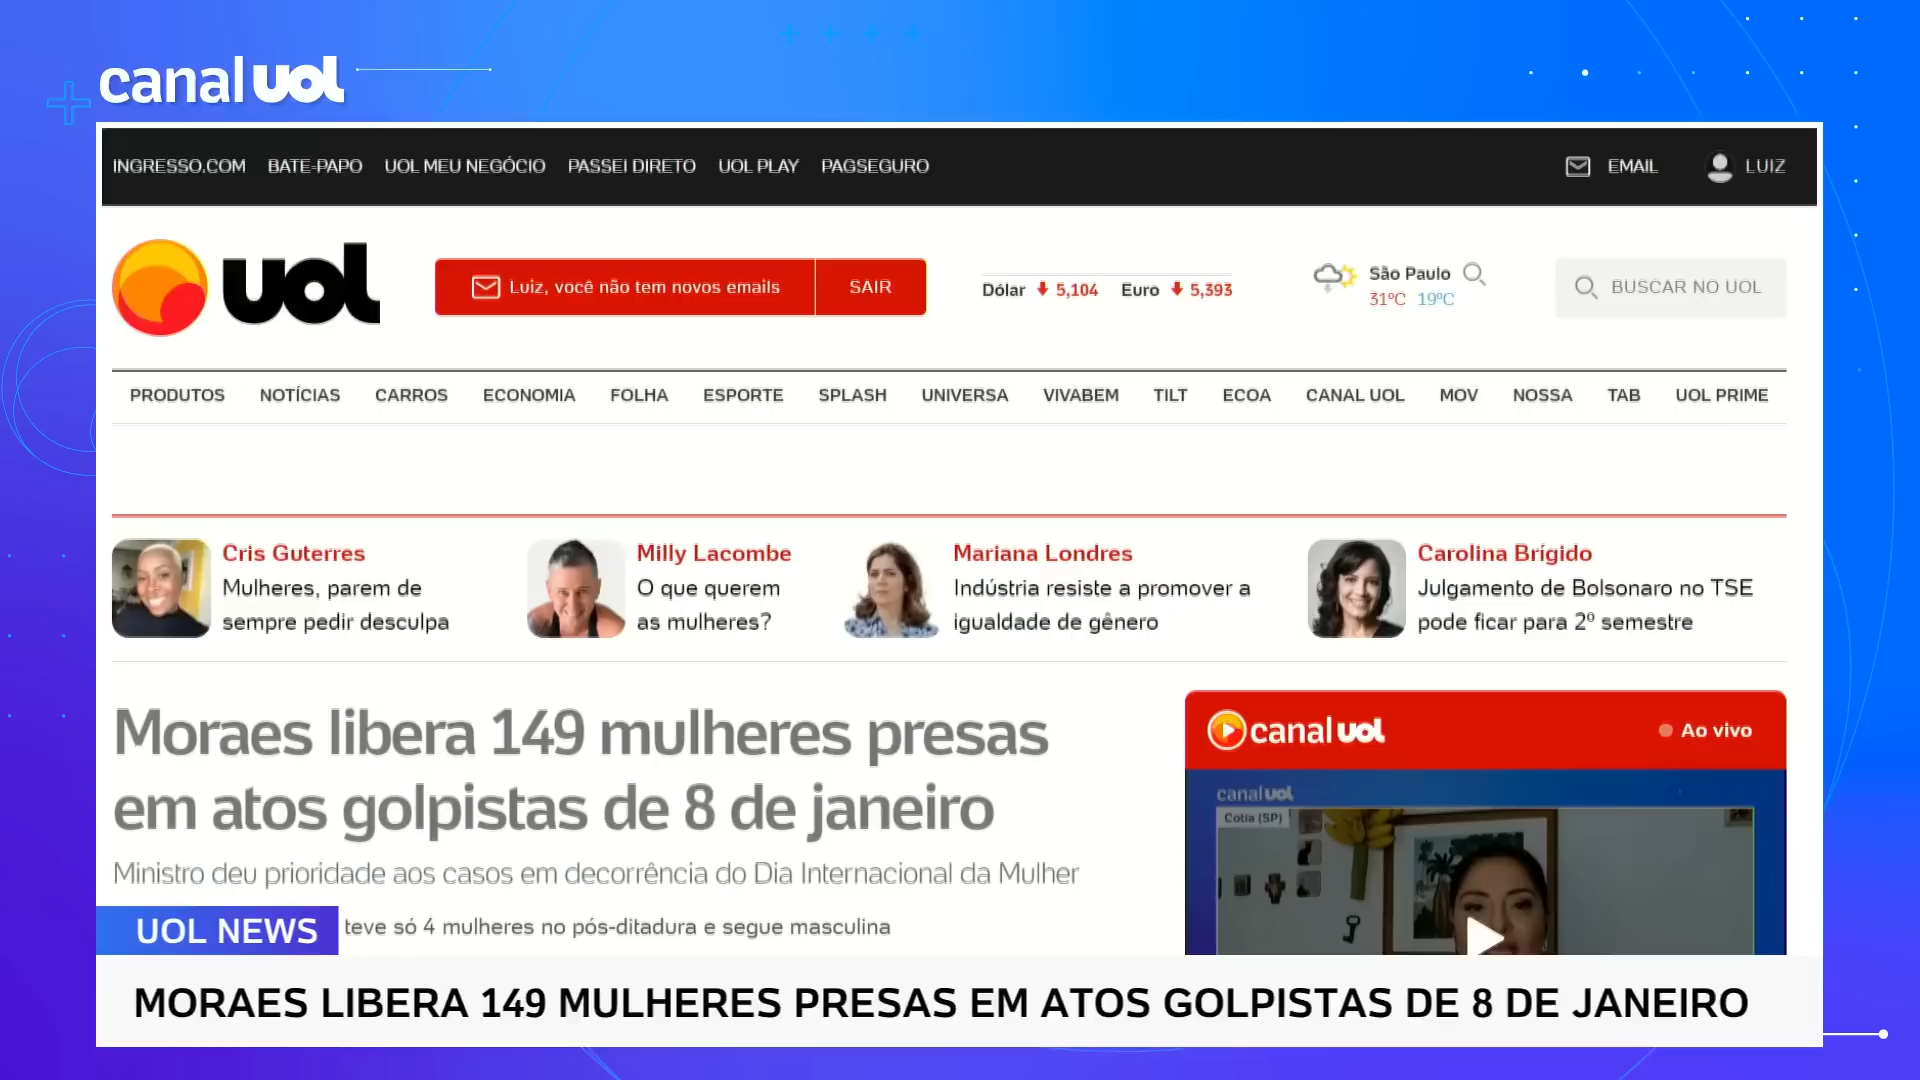 canal uol
INGRESSO.COM BATE-PAPO UOL MEU NEGÓCIO PASSEI DIRETO UOL PLAY PAGSEGURO EMAIL LUIZ
uol
Luiz, você não tem novos emails SAIR
Dólar 5,104 Euro 5,393
São Paulo
31ºC 19ºC
BUSCAR NO UOL
PRODUTOS NOTÍCIAS CARROS ECONOMIA FOLHA ESPORTE SPLASH UNIVERSA VIVABEM TILT ECOA CANAL UOL MOV NOSSA TAB UOL PRIME
Cris Guterres
Mulheres, parem de
sempre pedir desculpa
Milly Lacombe
O que querem
as mulheres?
Mariana Londres
Indústria resiste a promover a
igualdade de gênero
Carolina Brígido
Julgamento de Bolsonaro no TSE
pode ficar para 2º semestre
Moraes libera 149 mulheres presas
em atos golpistas de 8 de janeiro
Ministro deu prioridade aos casos em decorrência do Dia Internacional da Mulher
canal uol Ao vivo
canal uol
Cotia (SP)
UOL NEWS
teve só 4 mulheres no pós-ditadura e segue masculina
MORAES LIBERA 149 MULHERES PRESAS EM ATOS GOLPISTAS DE 8 DE JANEIRO